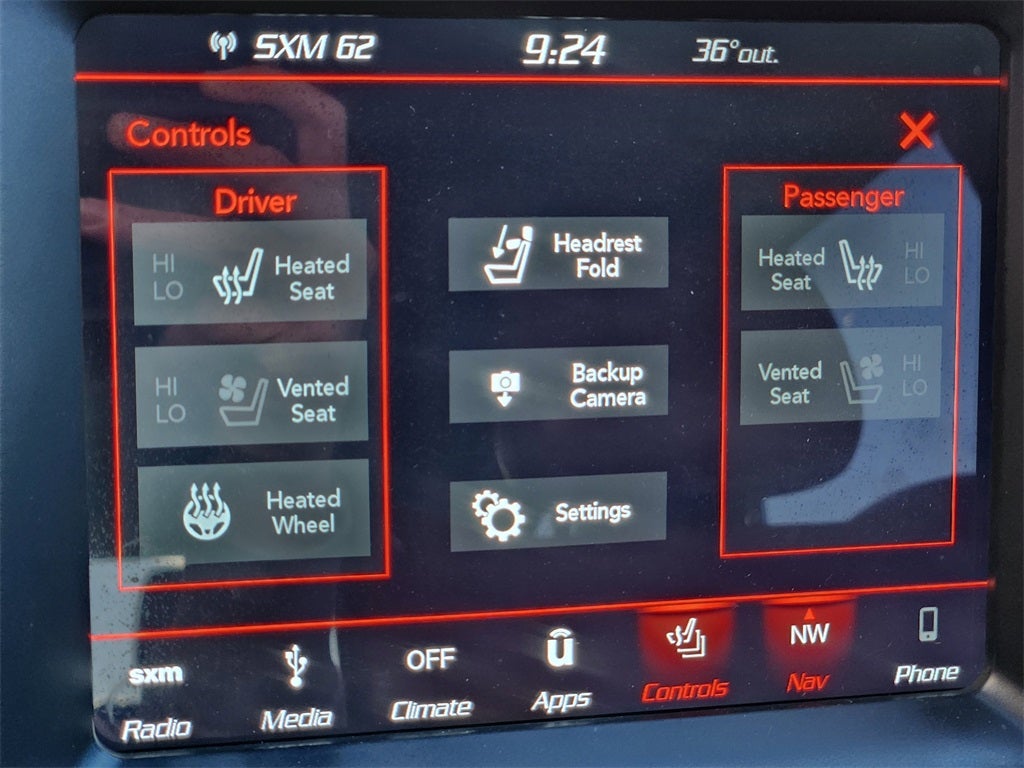 SXM 62
9:24
36° out.
Controls
X
Driver
HI
LO
Heated
Seat
HI
LO
Vented
Seat
Heated
Wheel
Headrest
Fold
Backup
Camera
Settings
Passenger
Heated
Seat
HI
LO
Vented
Seat
HI
LO
sxm
Radio
Media
OFF
Climate
u
Apps
Controls
NW
Nav
Phone